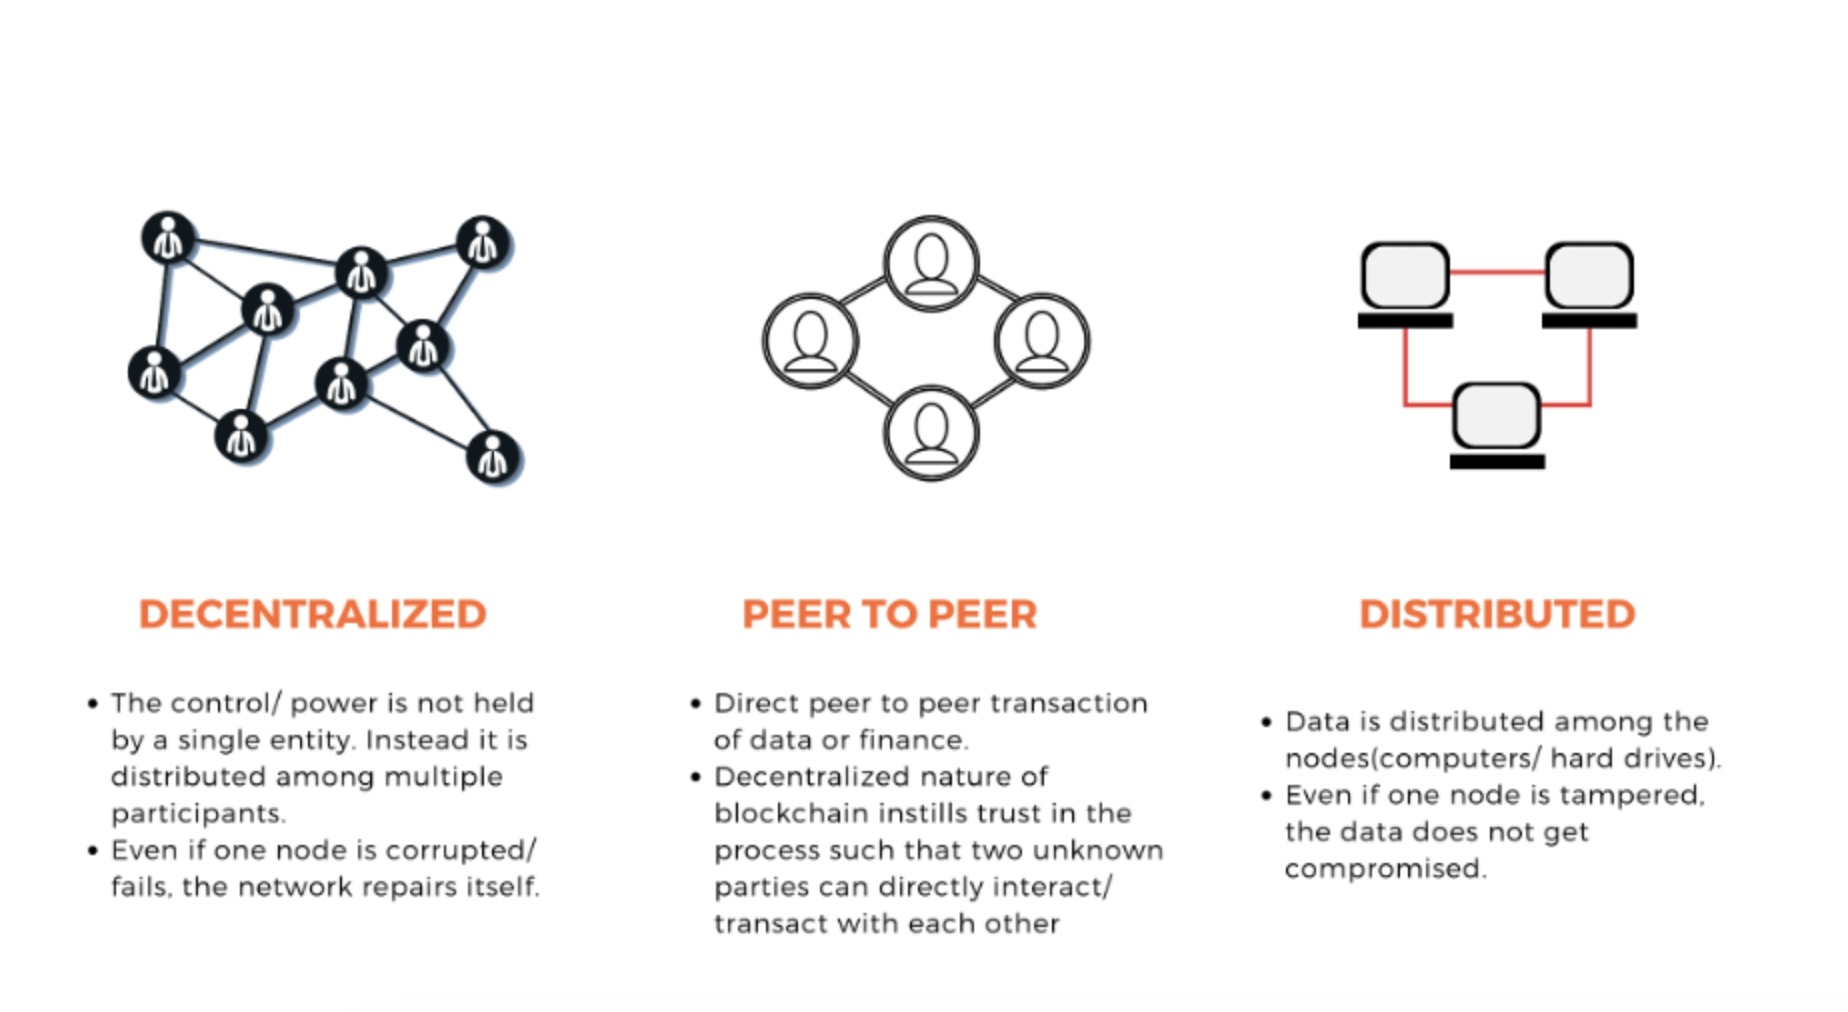 DECENTRALIZED
• The control/ power is not held
by a single entity. Instead it is
distributed among multiple
participants.
• Even if one node is corrupted/
fails, the network repairs itself.
PEER TO PEER
• Direct peer to peer transaction
of data or finance.
• Decentralized nature of
blockchain instills trust in the
process such that two unknown
parties can directly interact/
transact with each other
DISTRIBUTED
• Data is distributed among the
nodes(computers/ hard drives).
• Even if one node is tampered,
the data does not get
compromised.